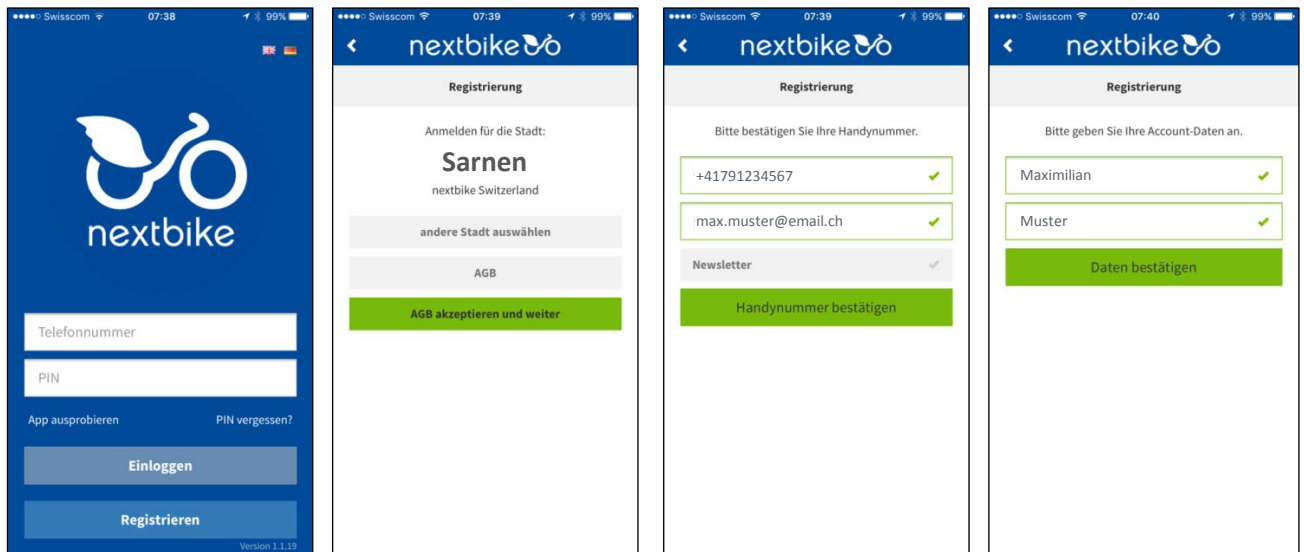 Swisscom 07:38 99%
nextbike
Telefonnummer
PIN
App ausprobieren PIN vergessen?
Einloggen
Registrieren
Version 1.1.19
Swisscom 07:39 99%
nextbike
Registrierung
Anmelden für die Stadt:
Sarnen
nextbike Switzerland
andere Stadt auswählen
AGB
AGB akzeptieren und weiter
Swisscom 07:39 99%
nextbike
Registrierung
Bitte bestätigen Sie Ihre Handynummer.
+41791234567
max.muster@email.ch
Newsletter
Handynummer bestätigen
Swisscom 07:40 99%
nextbike
Registrierung
Bitte geben Sie Ihre Account-Daten an.
Maximilian
Muster
Daten bestätigen